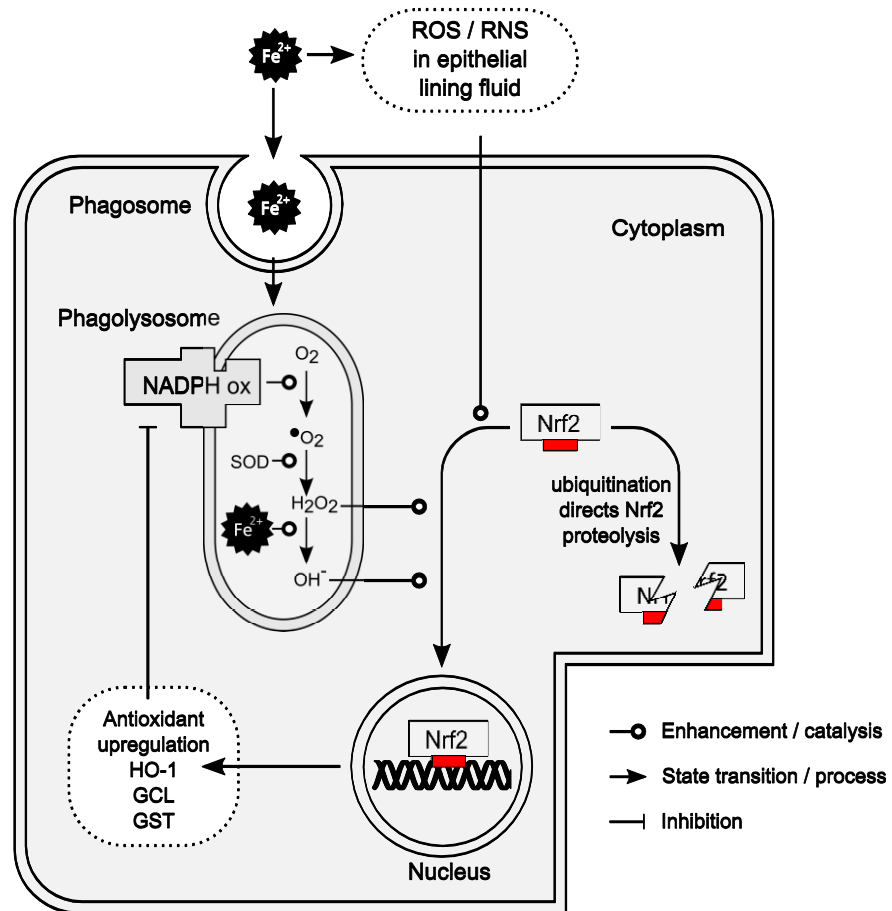 Fe2+
ROS / RNS
in epithelial
lining fluid
Fe2+
Phagosome
Cytoplasm
Phagolysosome
O2
NADPH ox
•O2
SOD
H2O2
Fe2+
OH-
Nrf2
ubiquitination
directs Nrf2
proteolysis
Nrf2
Antioxidant
upregulation
HO-1
GCL
GST
Nrf2
Nucleus
Enhancement / catalysis
State transition / process
Inhibition